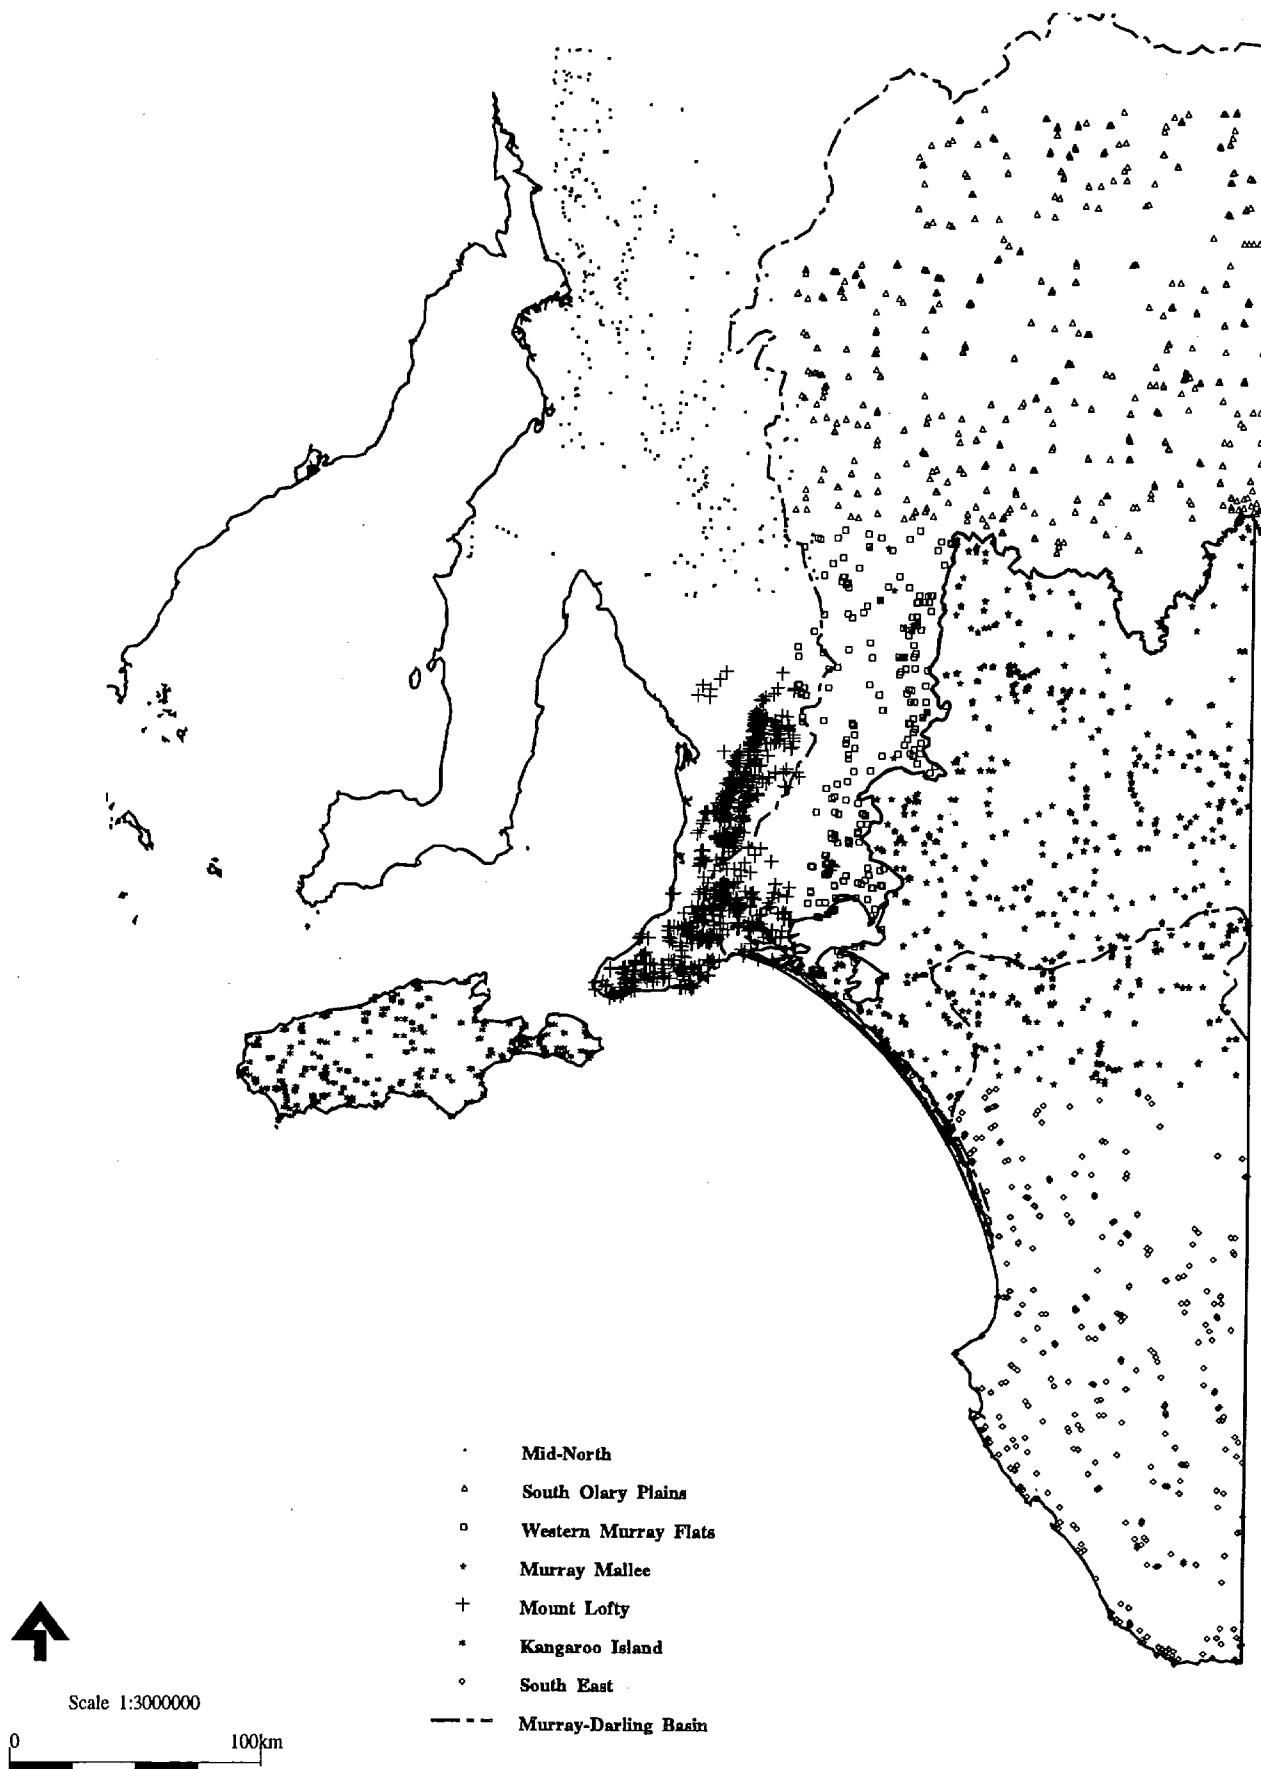 Mid-North
South Olary Plains
Western Murray Flats
Murray Mallee
Mount Lofty
Kangaroo Island
South East
Murray-Darling Basin
Scale 1:3000000
0 100km